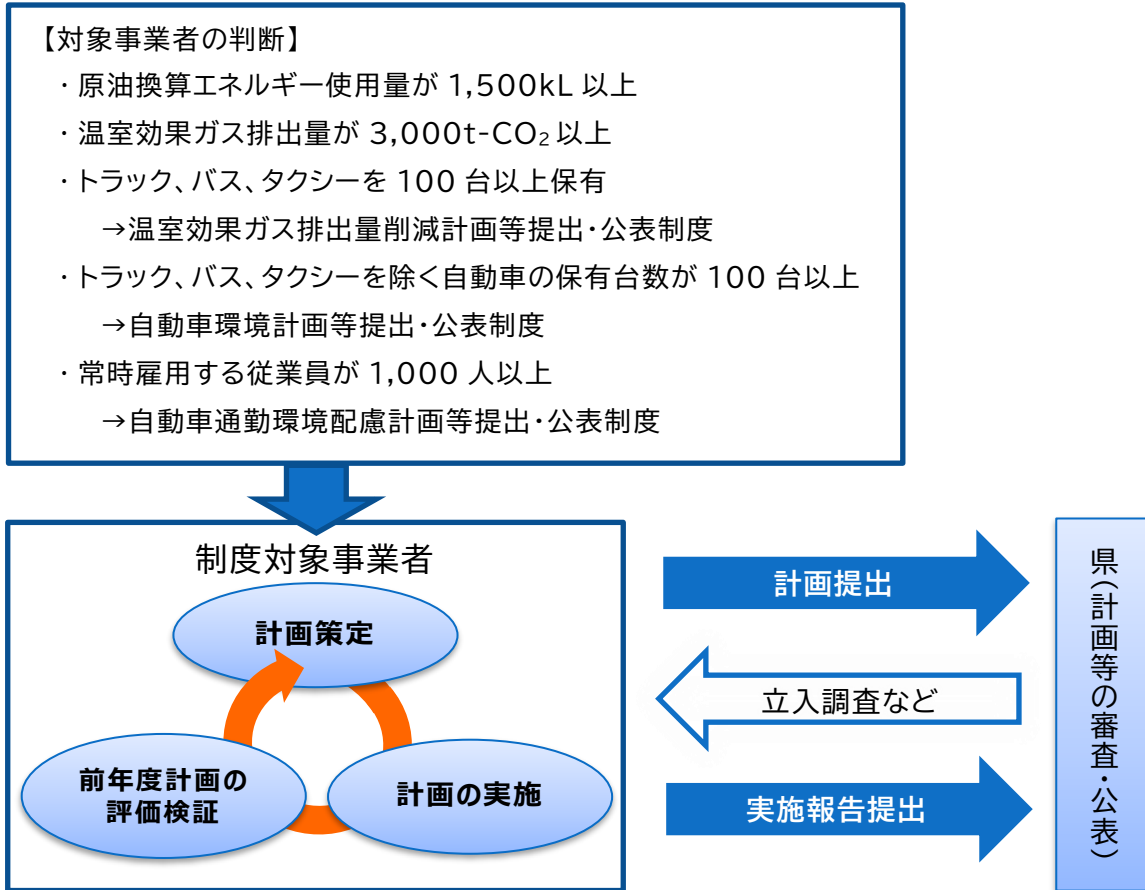 【対象事業者の判断】
・原油換算エネルギー使用量が 1,500kL 以上
・温室効果ガス排出量が 3,000t-CO₂ 以上
・トラック、バス、タクシーを 100 台以上保有
→温室効果ガス排出量削減計画等提出・公表制度
・トラック、バス、タクシーを除く自動車の保有台数が 100 台以上
→自動車環境計画等提出・公表制度
・常時雇用する従業員が 1,000 人以上
→自動車通勤環境配慮計画等提出・公表制度
制度対象事業者
計画策定
前年度計画の
評価検証
計画の実施
計画提出
立入調査など
実施報告提出
県(計画等の審査・公表)